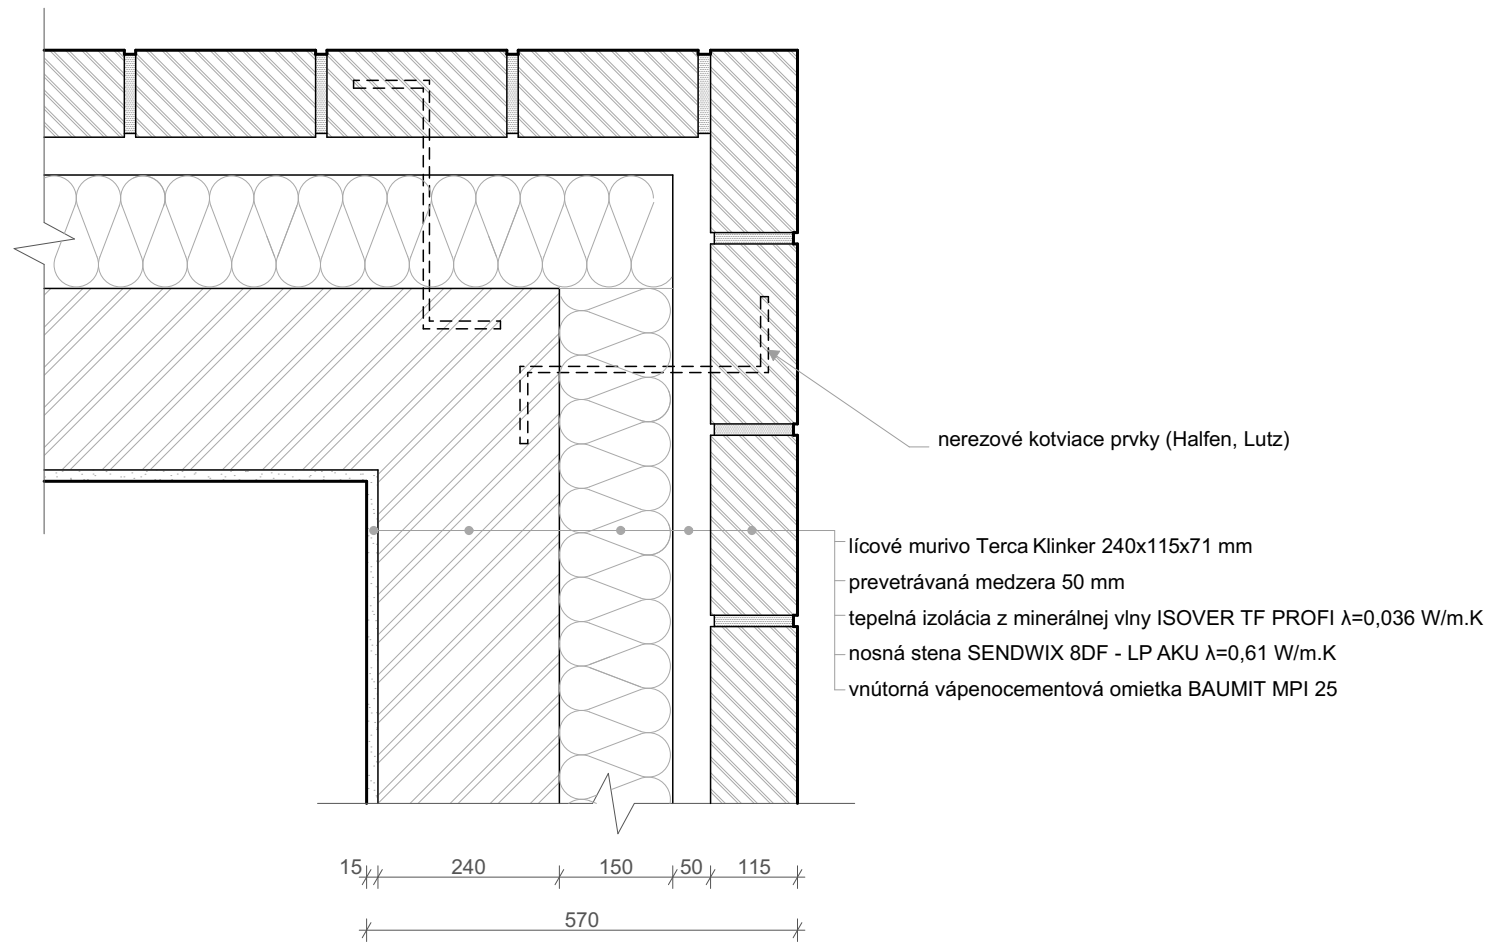 nerezové kotviace prvky (Halfen, Lutz)
lícové murivo Terca Klinker 240x115x71 mm
prevetrávaná medzera 50 mm
tepelná izolácia z minerálnej vlny ISOVER TF PROFI λ=0,036 W/m.K
nosná stena SENDWIX 8DF - LP AKU λ=0,61 W/m.K
vnútorná vápenocementová omietka BAUMIT MPI 25
15 240 150 50 115
570